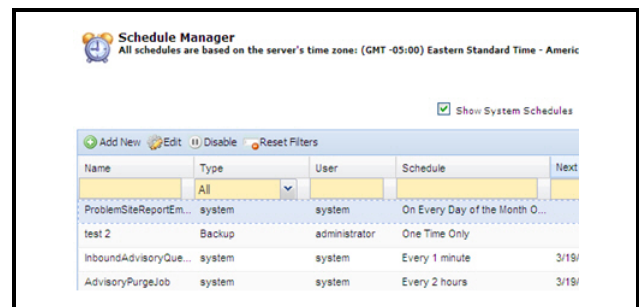 Schedule Manager
All schedules are based on the server's time zone: (GMT -05:00) Eastern Standard Time - Americ
Show System Schedules
Add New Edit Disable Reset Filters
Name Type User Schedule Next
All
ProblemSiteReportEm... system system On Every Day of the Month O...
test 2 Backup administrator One Time Only
InboundAdvisoryQue... system system Every 1 minute 3/19/
AdvisoryPurgeJob system system Every 2 hours 3/19/